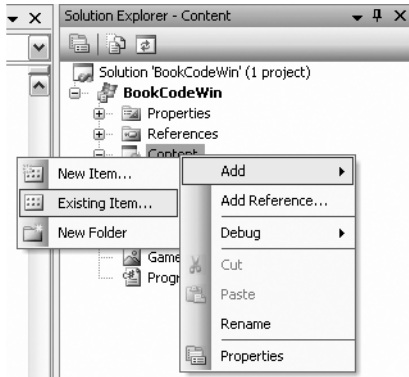 Solution Explorer - Content
Solution 'BookCodeWin' (1 project)
BookCodeWin
Properties
References
Content
New Item...
Existing Item...
New Folder
Add
Add Reference...
Debug
Cut
Paste
Rename
Properties
Game
Progr